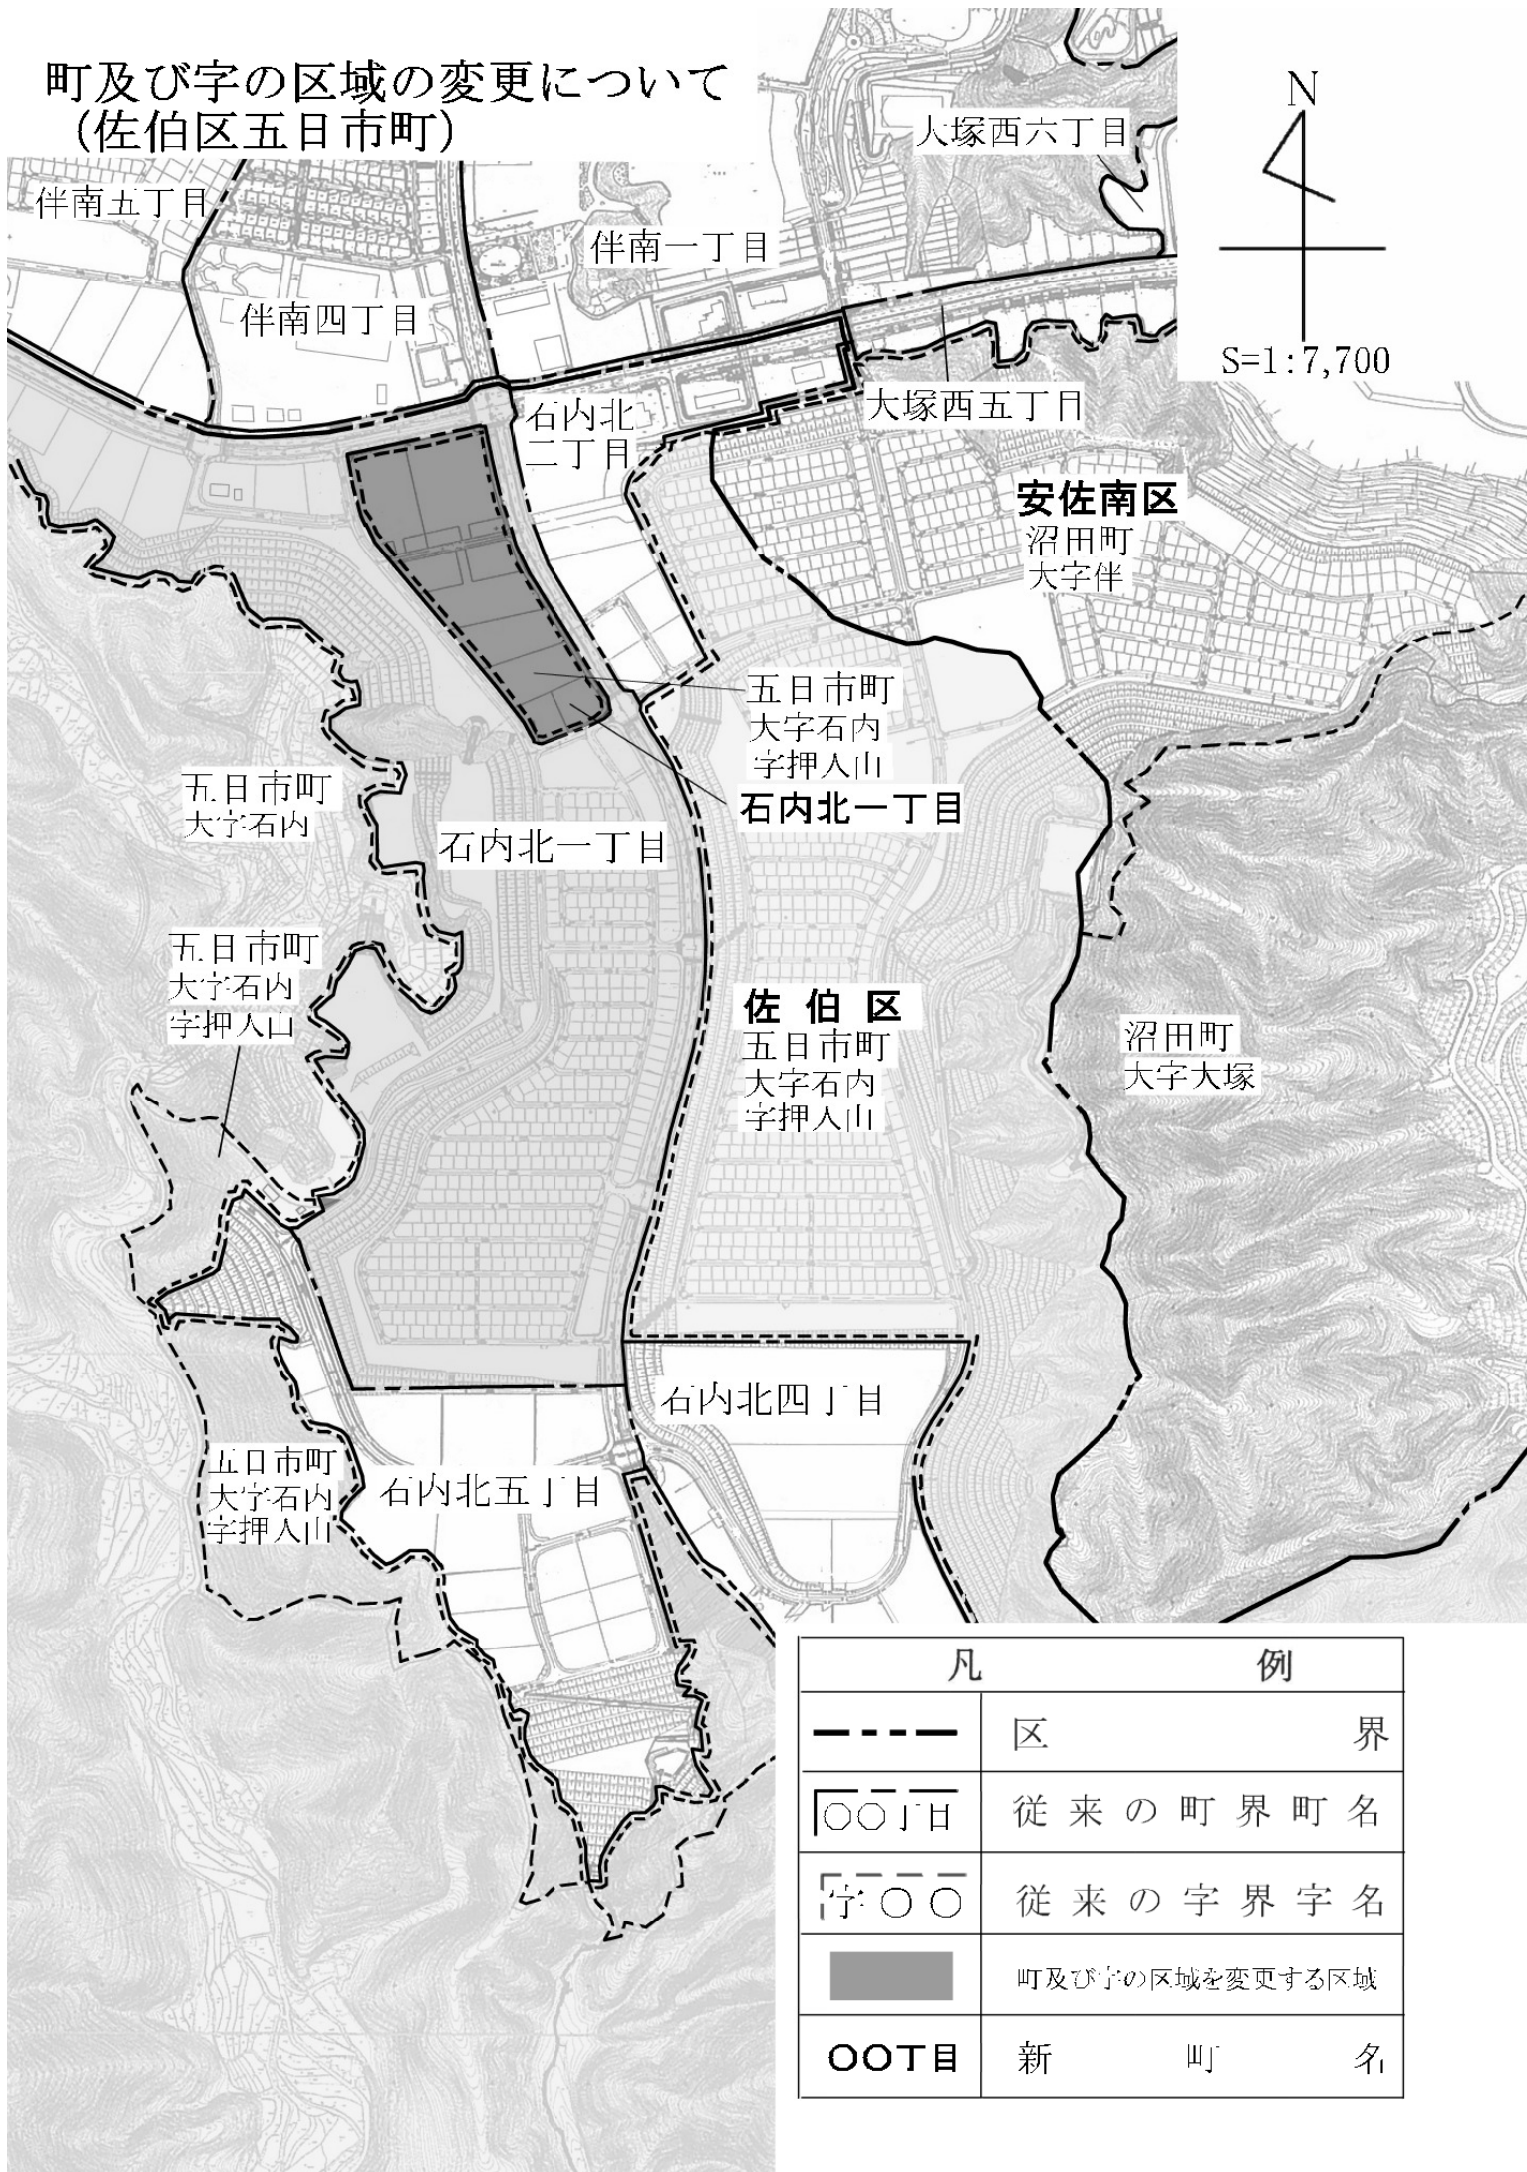 町及び字の区域の変更について
(佐伯区五日市町)
大塚西六丁目
N
伴南五丁目
伴南一丁目
伴南四丁目
S=1:7,700
大塚西五丁目
石内北
二丁目
安佐南区
沼田町
大字伴
五日市町
大字石内
字押入山
石内北一丁目
五日市町
大字石内
石内北一丁目
五日市町
大字石内
字押入山
佐伯区
五日市町
大字石内
字押入山
沼田町
大字大塚
石内北四丁目
五日市町
大字石内
字押入山
石内北五丁目
凡例
区界
○○丁目 従来の町界町名
字○○ 従来の字界字名
町及び字の区域を変更する区域
○○丁目 新町名